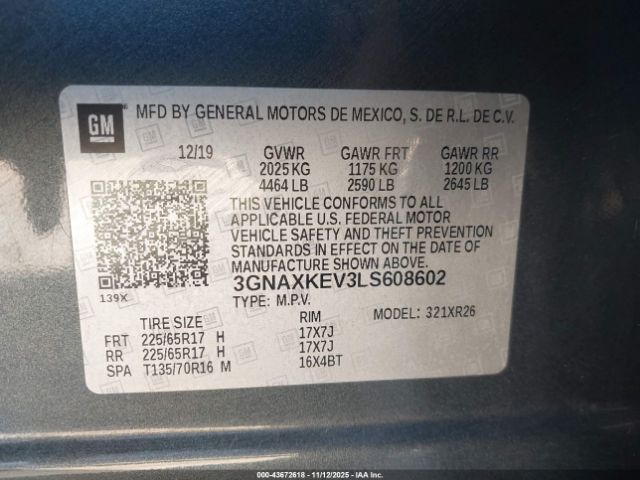 GM
MFD BY GENERAL MOTORS DE MEXICO, S. DE R.L. DE C.V.
12/19 GVWR GAWR FRT GAWR RR
2025 KG 1175 KG 1200 KG
4464 LB 2590 LB 2645 LB
THIS VEHICLE CONFORMS TO ALL
APPLICABLE U.S. FEDERAL MOTOR
VEHICLE SAFETY AND THEFT PREVENTION
STANDARDS IN EFFECT ON THE DATE OF
MANUFACTURE SHOWN ABOVE.
139X
3GNAXKEV3LS608602
TYPE: M.P.V.
MODEL: 321XR26
TIRE SIZE RIM
FRT 225/65R17 H 17X7J
RR 225/65R17 H 17X7J
SPA T135/70R16 M 16X4BT
000-43672618 - 11/12/2025 - IAA Inc.